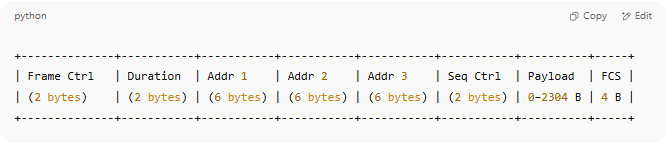 python Copy Edit
+--------------+----------+----------+----------+----------+----------+----------+-----+
| Frame Ctrl | Duration | Addr 1 | Addr 2 | Addr 3 | Seq Ctrl | Payload | FCS |
| (2 bytes) | (2 bytes) | (6 bytes) | (6 bytes) | (6 bytes) | (2 bytes) | 0–2304 B | 4 B |
+--------------+----------+----------+----------+----------+----------+----------+-----+